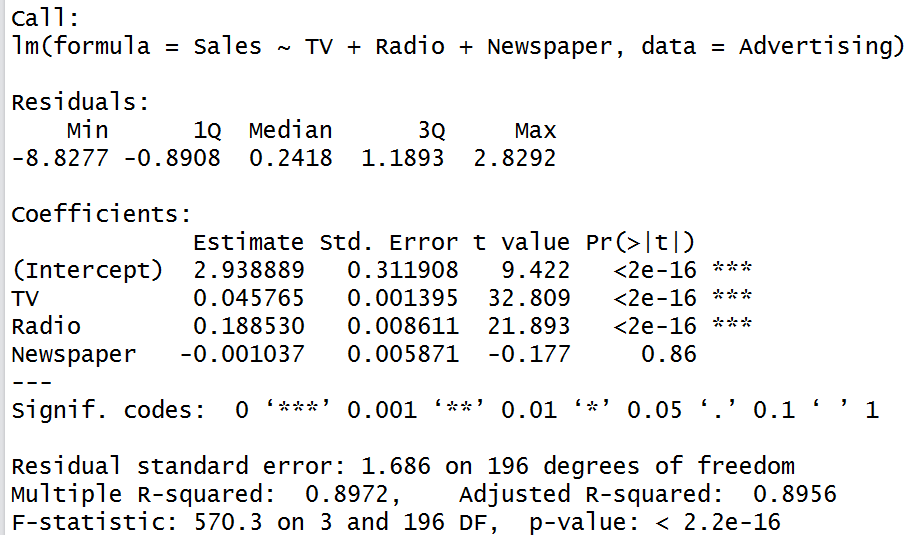 Call:
lm(formula = Sales ~ TV + Radio + Newspaper, data = Advertising)
Residuals:
    Min      1Q  Median      3Q     Max
-8.8277 -0.8908  0.2418  1.1893  2.8292
Coefficients:
             Estimate Std. Error t value Pr(>|t|)
(Intercept)  2.938889   0.311908   9.422   <2e-16 ***
TV           0.045765   0.001395  32.809   <2e-16 ***
Radio        0.188530   0.008611  21.893   <2e-16 ***
Newspaper   -0.001037   0.005871  -0.177     0.86
---
Signif. codes:  0 ‘***’ 0.001 ‘**’ 0.01 ‘*’ 0.05 ‘.’ 0.1 ‘ ’ 1
Residual standard error: 1.686 on 196 degrees of freedom
Multiple R-squared:  0.8972,    Adjusted R-squared:  0.8956
F-statistic: 570.3 on 3 and 196 DF,  p-value: < 2.2e-16